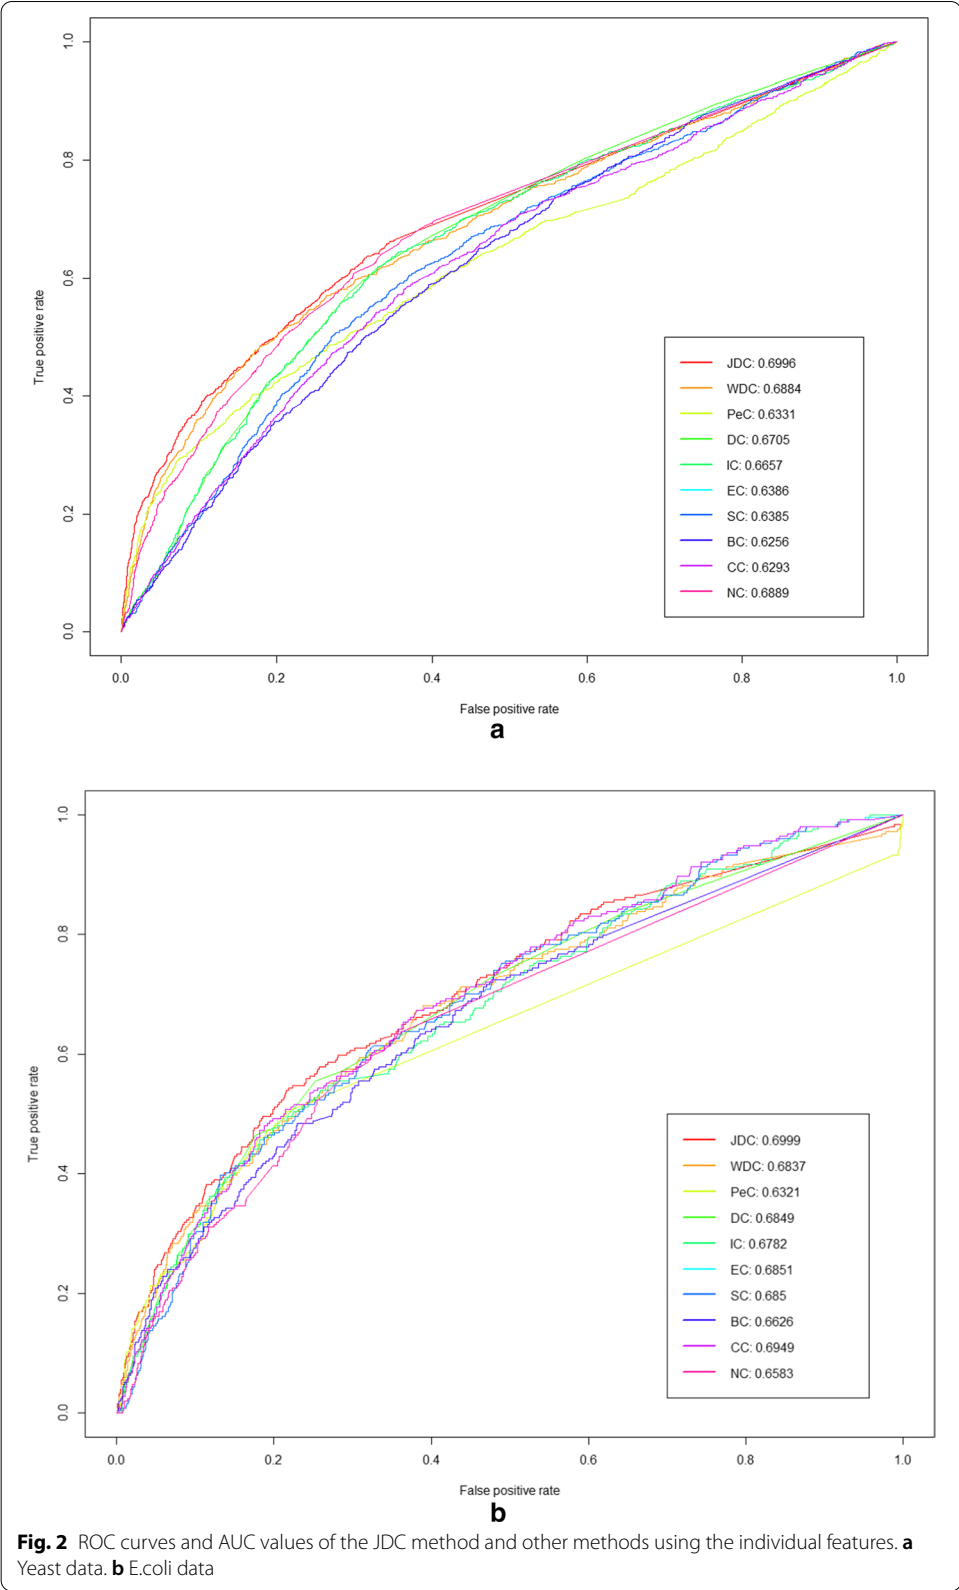 1.0
0.8
0.6
0.4
0.2
0.0
True positive rate
JDC: 0.6996
WDC: 0.6884
PeC: 0.6331
DC: 0.6705
IC: 0.6657
EC: 0.6386
SC: 0.6385
BC: 0.6256
CC: 0.6293
NC: 0.6889
0.0 0.2 0.4 0.6 0.8 1.0
False positive rate
a
1.0
0.8
0.6
0.4
0.2
0.0
True positive rate
JDC: 0.6999
WDC: 0.6837
PeC: 0.6321
DC: 0.6849
IC: 0.6782
EC: 0.6851
SC: 0.685
BC: 0.6626
CC: 0.6949
NC: 0.6583
0.0 0.2 0.4 0.6 0.8 1.0
False positive rate
b
Fig. 2 ROC curves and AUC values of the JDC method and other methods using the individual features. a
Yeast data. b E.coli data